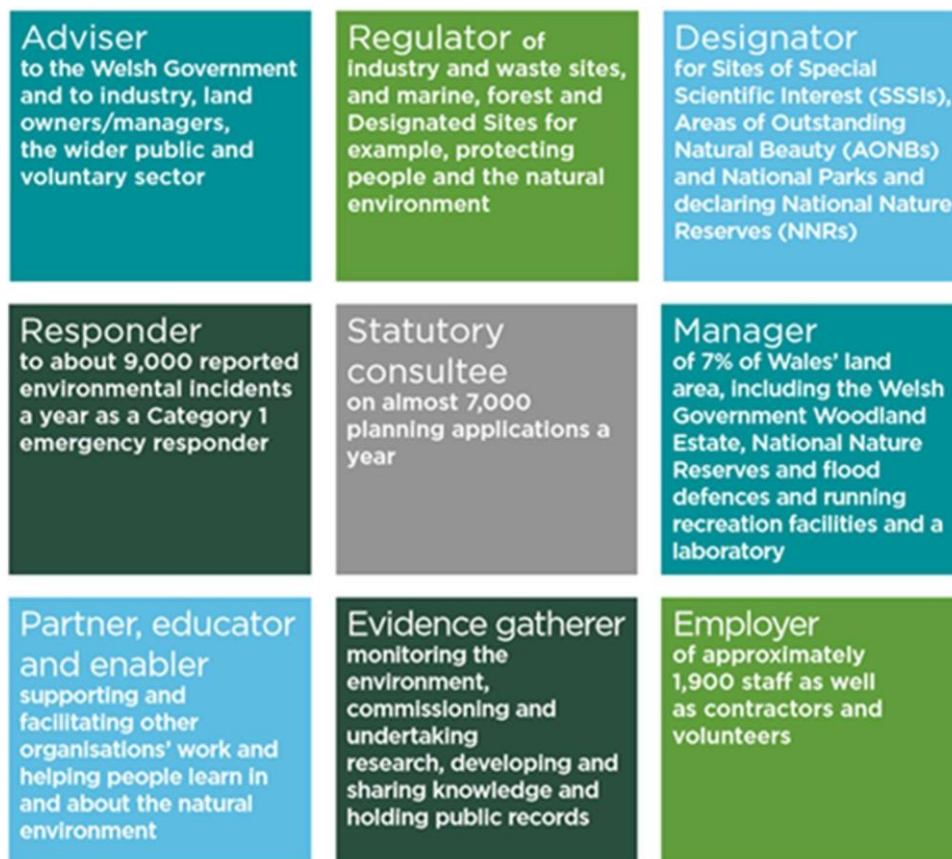 Adviser
to the Welsh Government
and to industry, land
owners/managers,
the wider public and
voluntary sector
Regulator of
industry and waste sites,
and marine, forest and
Designated Sites for
example, protecting
people and the natural
environment
Designator
for Sites of Special
Scientific Interest (SSSIs),
Areas of Outstanding
Natural Beauty (AONBs)
and National Parks and
declaring National Nature
Reserves (NNRs)
Responder
to about 9,000 reported
environmental incidents
a year as a Category 1
emergency responder
Statutory
consultee
on almost 7,000
planning applications a
year
Manager
of 7% of Wales’ land
area, including the Welsh
Government Woodland
Estate, National Nature
Reserves and flood
defences and running
recreation facilities and a
laboratory
Partner, educator
and enabler
supporting and
facilitating other
organisations’ work and
helping people learn in
and about the natural
environment
Evidence gatherer
monitoring the
environment,
commissioning and
undertaking
research, developing and
sharing knowledge and
holding public records
Employer
of approximately
1,900 staff as well
as contractors and
volunteers